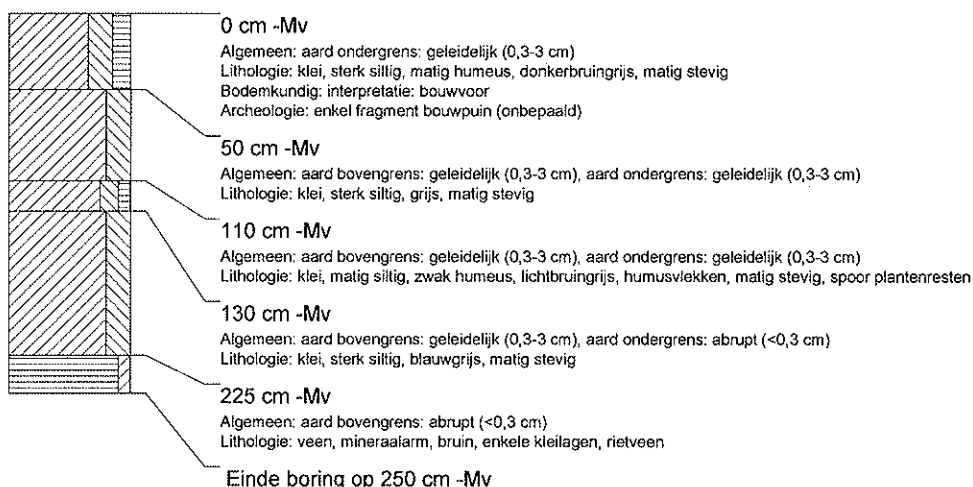 0 cm -Mv
Algemeen: aard ondergrens: geleidelijk (0,3-3 cm)
Lithologie: klei, sterk siltig, matig humeus, donkerbruingrijs, matig stevig
Bodemkundig: interpretatie: bouwvoor
Archeologie: enkel fragment bouwpuin (onbepaald)
50 cm -Mv
Algemeen: aard bovengrens: geleidelijk (0,3-3 cm), aard ondergrens: geleidelijk (0,3-3 cm)
Lithologie: klei, sterk siltig, grijs, matig stevig
110 cm -Mv
Algemeen: aard bovengrens: geleidelijk (0,3-3 cm), aard ondergrens: geleidelijk (0,3-3 cm)
Lithologie: klei, matig siltig, zwak humeus, lichtbruingrijs, humusvlekken, matig stevig, spoor plantenresten
130 cm -Mv
Algemeen: aard bovengrens: geleidelijk (0,3-3 cm), aard ondergrens: abrupt (<0,3 cm)
Lithologie: klei, sterk siltig, blauwgrijs, matig stevig
225 cm -Mv
Algemeen: aard bovengrens: abrupt (<0,3 cm)
Lithologie: veen, mineraalarm, bruin, enkele kleilagen, rietveen
Einde boring op 250 cm -Mv